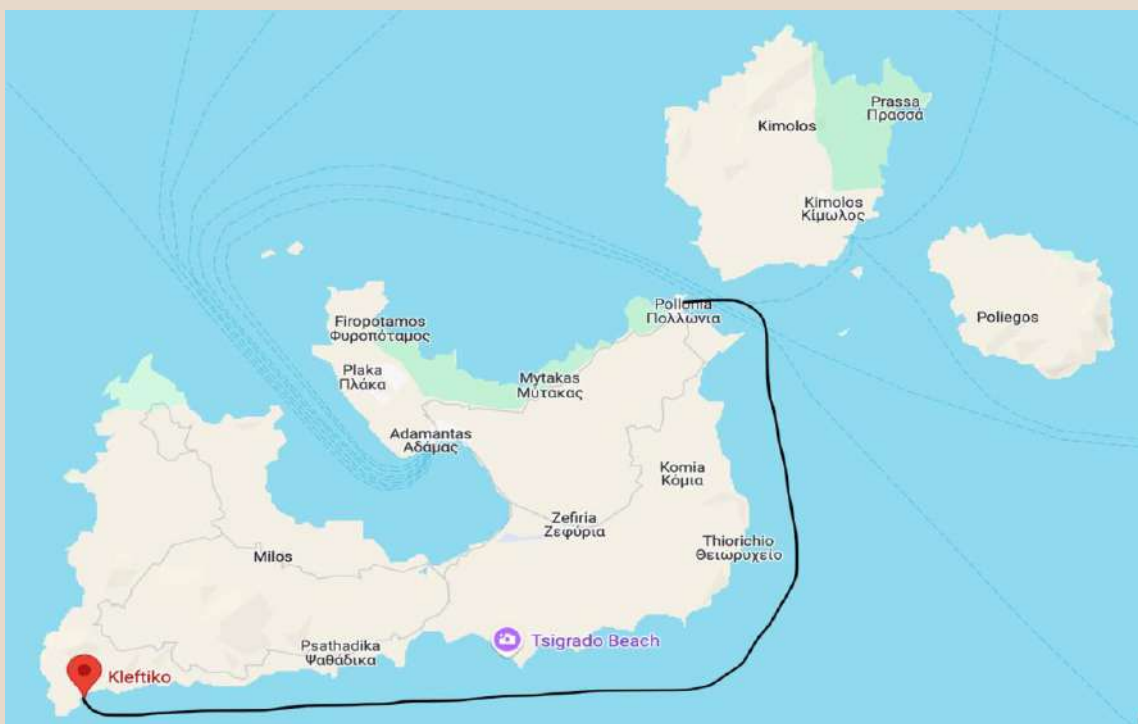 Prassa
Πρασσά
Kimolos
Kimolos
Κίμωλος
Poliegos
Pollonia
Πολλώνια
Firopotamos
Φυροπόταμος
Plaka
Πλάκα
Mytakas
Μύτακας
Adamantas
Αδάμας
Komia
Κόμια
Zefiria
Ζεφύρια
Thiorichio
Θειωρυχείο
Milos
Tsigrado Beach
Psathadika
Ψαθάδικα
Kleftiko